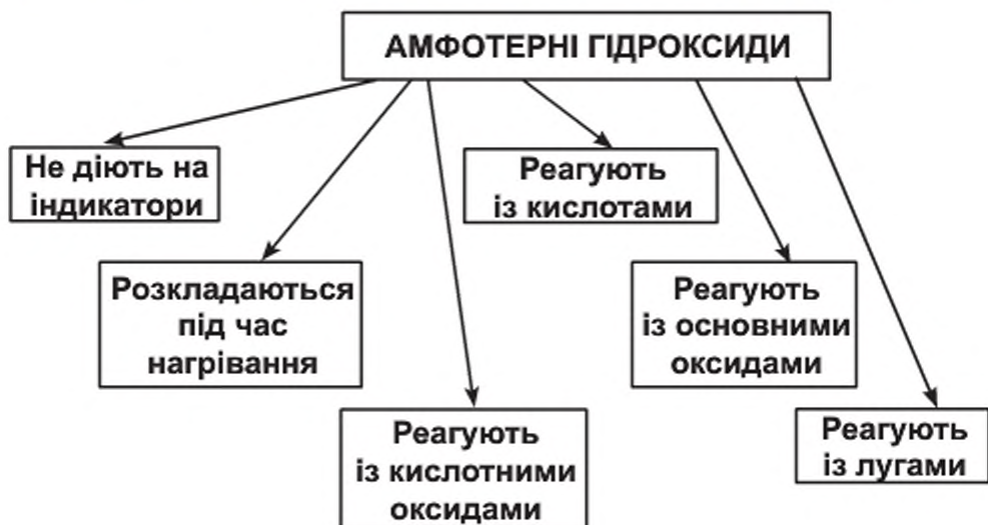 АМФОТЕРНІ ГІДРОКСИДИ
Не діють на
індикатори
Реагують
із кислотами
Розкладаються
під час
нагрівання
Реагують
із основними
оксидами
Реагують
із кислотними
оксидами
Реагують
із лугами